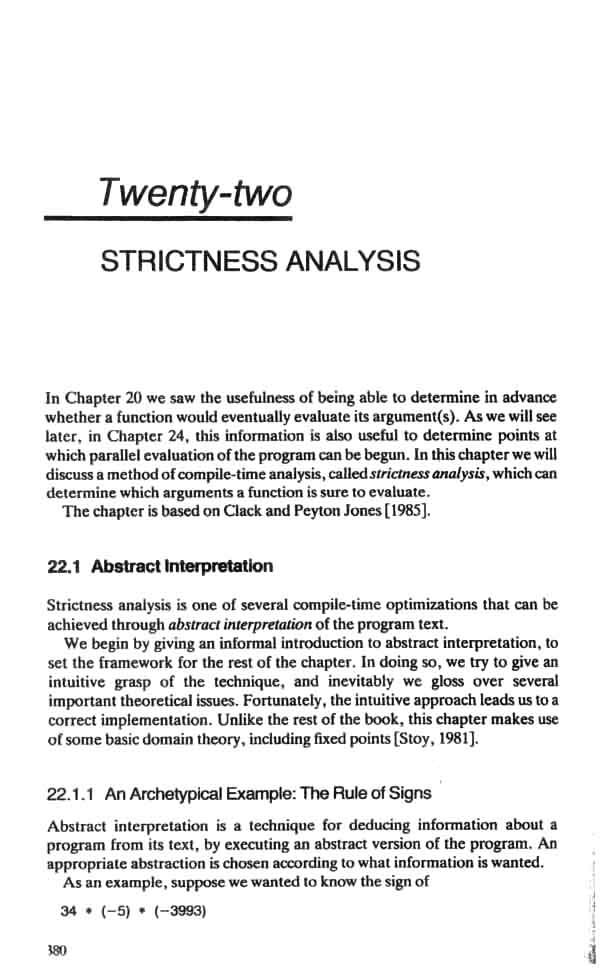 Twenty-two
STRICTNESS ANALYSIS
In Chapter 20 we saw the usefulness of being able to determine in advance
whether a function would eventually evaluate its argument(s). As we will see
later, in Chapter 24, this information is also useful to determine points at
which parallel evaluation of the program can be begun. In this chapter we will
discuss a method of compile-time analysis, called strictness analysis, which can
determine which arguments a function is sure to evaluate.
The chapter is based on Clack and Peyton Jones [1985].
22.1 Abstract Interpretation
Strictness analysis is one of several compile-time optimizations that can be
achieved through abstract interpretation of the program text.
We begin by giving an informal introduction to abstract interpretation, to
set the framework for the rest of the chapter. In doing so, we try to give an
intuitive grasp of the technique, and inevitably we gloss over several
important theoretical issues. Fortunately, the intuitive approach leads us to a
correct implementation. Unlike the rest of the book, this chapter makes use
of some basic domain theory, including fixed points [Stoy, 1981].
22.1.1 An Archetypical Example: The Rule of Signs
Abstract interpretation is a technique for deducing information about a
program from its text, by executing an abstract version of the program. An
appropriate abstraction is chosen according to what information is wanted.
As an example, suppose we wanted to know the sign of
34 * (-5) * (-3993)
380